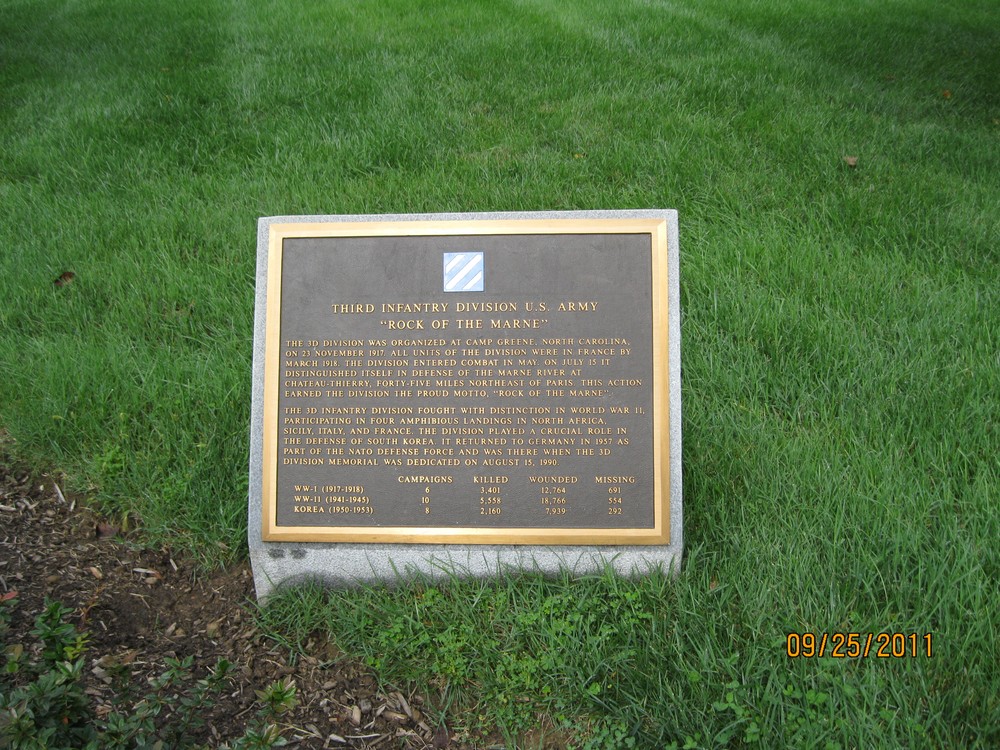 THIRD INFANTRY DIVISION U.S. ARMY
"ROCK OF THE MARNE"
THE 3D DIVISION WAS ORGANIZED AT CAMP GREENE, NORTH CAROLINA,
ON 23 NOVEMBER 1917. ALL UNITS OF THE DIVISION WERE IN FRANCE BY
MARCH 1918. THE DIVISION ENTERED COMBAT IN MAY. ON JULY 15 IT
DISTINGUISHED ITSELF IN DEFENSE OF THE MARNE RIVER AT
CHATEAU-THIERRY, FORTY-FIVE MILES NORTHEAST OF PARIS. THIS ACTION
EARNED THE DIVISION THE PROUD MOTTO, "ROCK OF THE MARNE"
THE 3D INFANTRY DIVISION FOUGHT WITH DISTINCTION IN WORLD WAR II,
PARTICIPATING IN FOUR AMPHIBIOUS LANDINGS IN NORTH AFRICA,
SICILY, ITALY, AND FRANCE. THE DIVISION PLAYED A CRUCIAL ROLE IN
THE DEFENSE OF SOUTH KOREA. IT RETURNED TO GERMANY IN 1957 AS
PART OF THE NATO DEFENSE FORCE AND WAS THERE WHEN THE 3D
DIVISION MEMORIAL WAS DEDICATED ON AUGUST 15, 1990.
CAMPAIGNS KILLED WOUNDED MISSING
WW-I (1917-1918) 6 3,401 12,764 691
WW-II (1941-1945) 10 5,558 18,766 554
KOREA (1950-1953) 8 2,160 7,939 292
09/25/2011